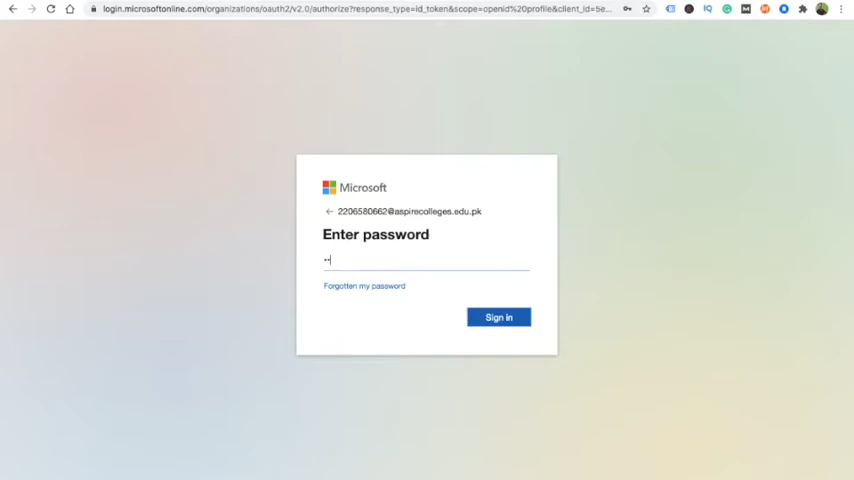 login.microsoftonline.com/organizations/oauth2/v2.0/authorize?response_type=id_token&scope=openid%20profile&client_id=5e...
Microsoft
← 2206580662@aspirecolleges.edu.pk
Enter password
••
Forgotten my password
Sign in